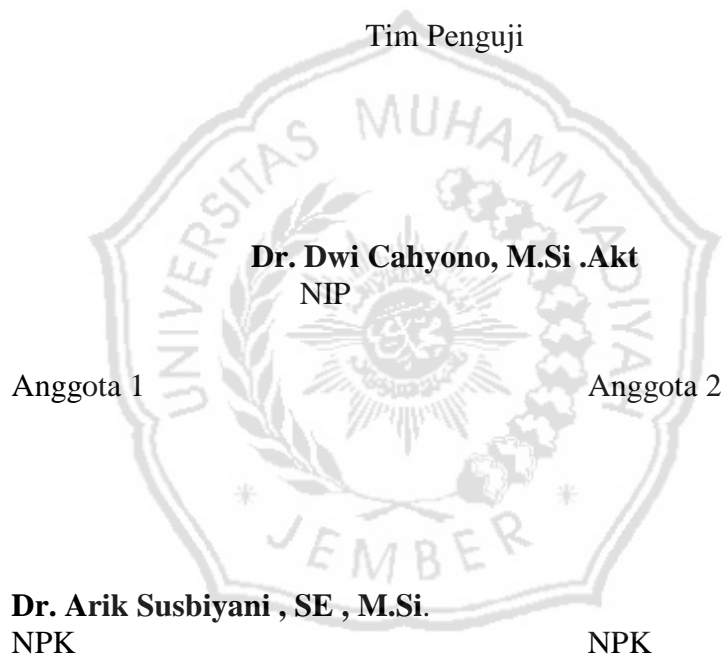 Tim Penguji
UNIVERSITAS MUHAMMADIYAH
Dr. Dwi Cahyono, M.Si .Akt
NIP
Anggota 1 Anggota 2
JEMBER
Dr. Arik Susbiyani , SE , M.Si.
NPK NPK